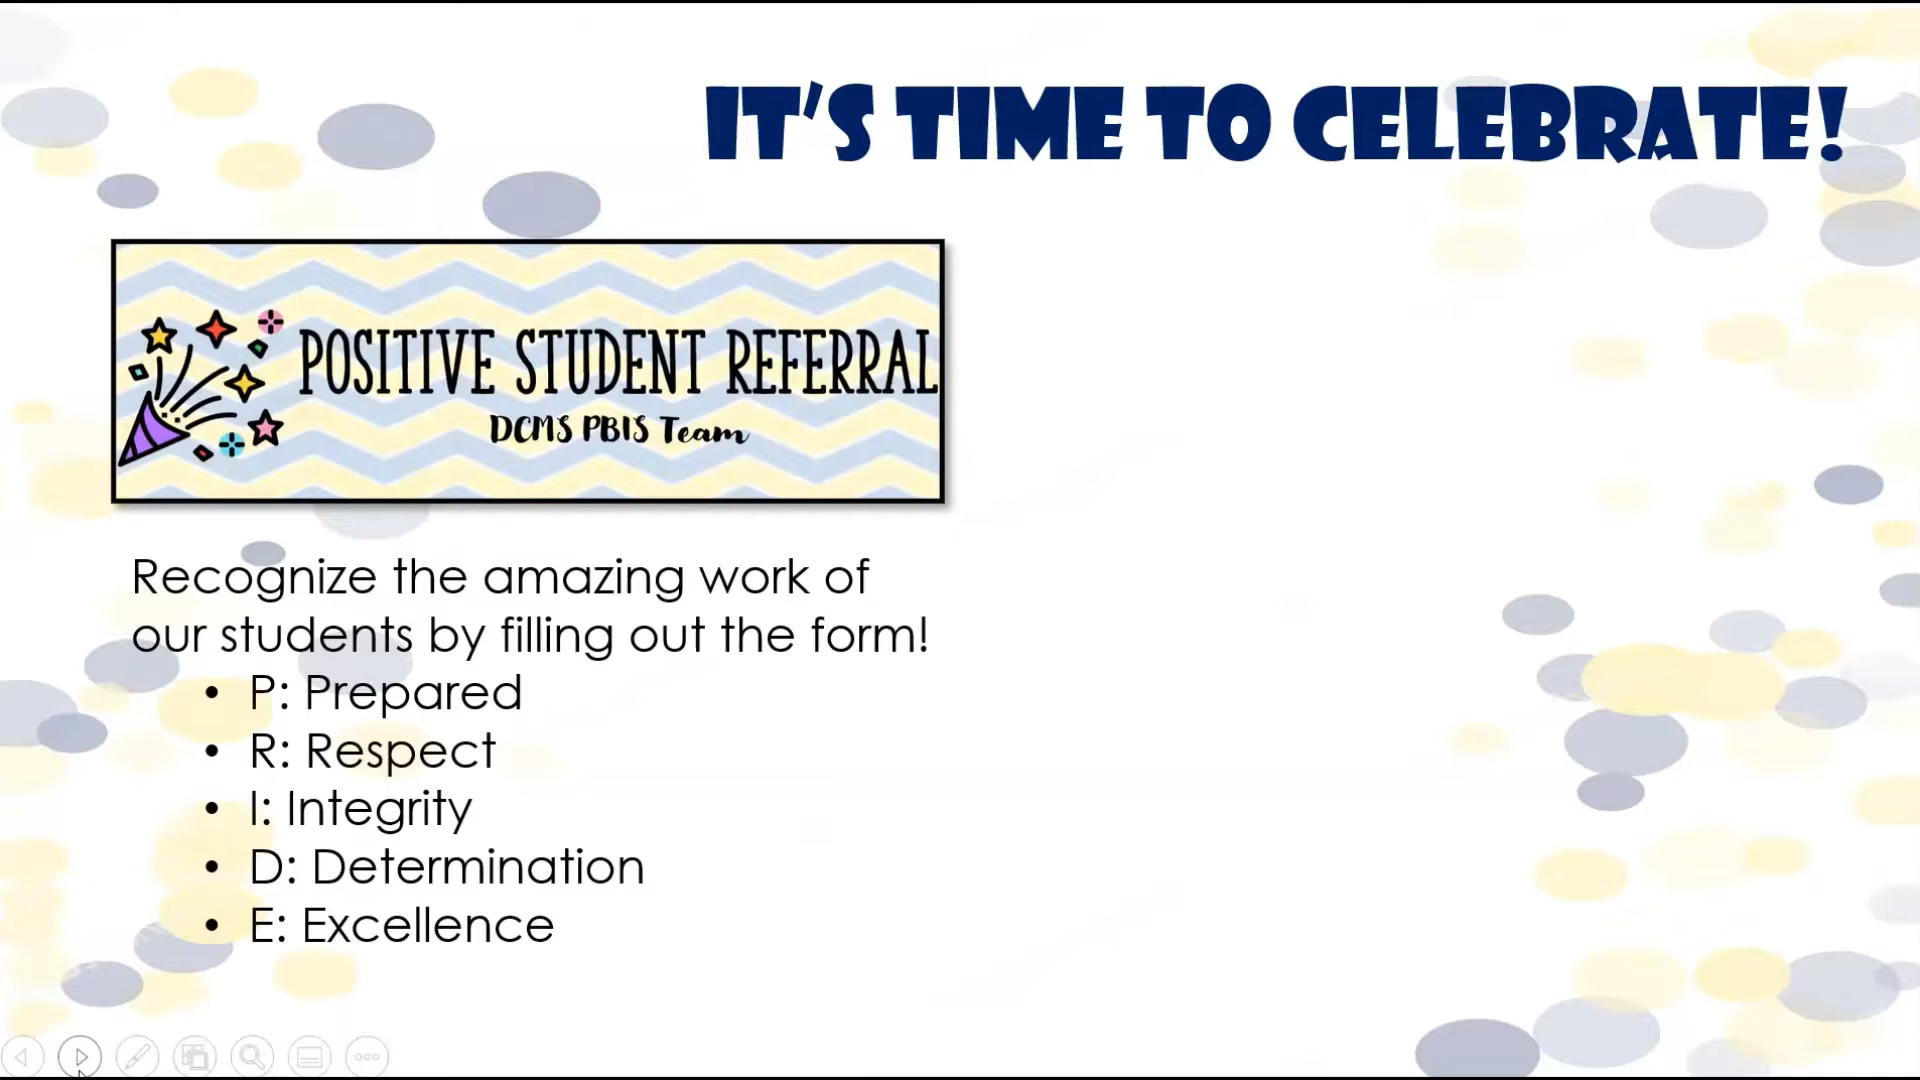 IT'S TIME TO CELEBRATE!
POSITIVE STUDENT REFERRAL
DCMS PBIS Team
Recognize the amazing work of
our students by filling out the form!
• P: Prepared
• R: Respect
• I: Integrity
• D: Determination
• E: Excellence